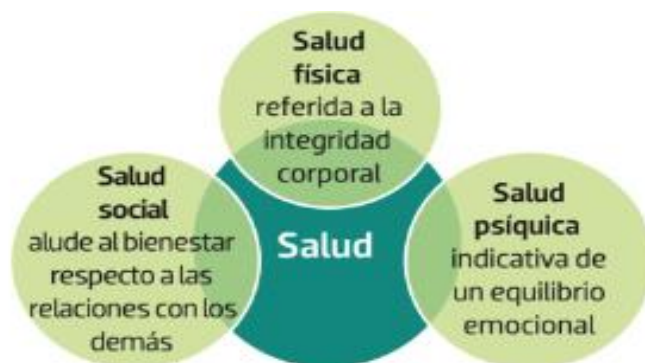 Salud
física
referida a la
integridad
corporal
Salud
social
alude al bienestar
respecto a las
relaciones con los
demás
Salud
Salud
psíquica
indicativa de
un equilibrio
emocional